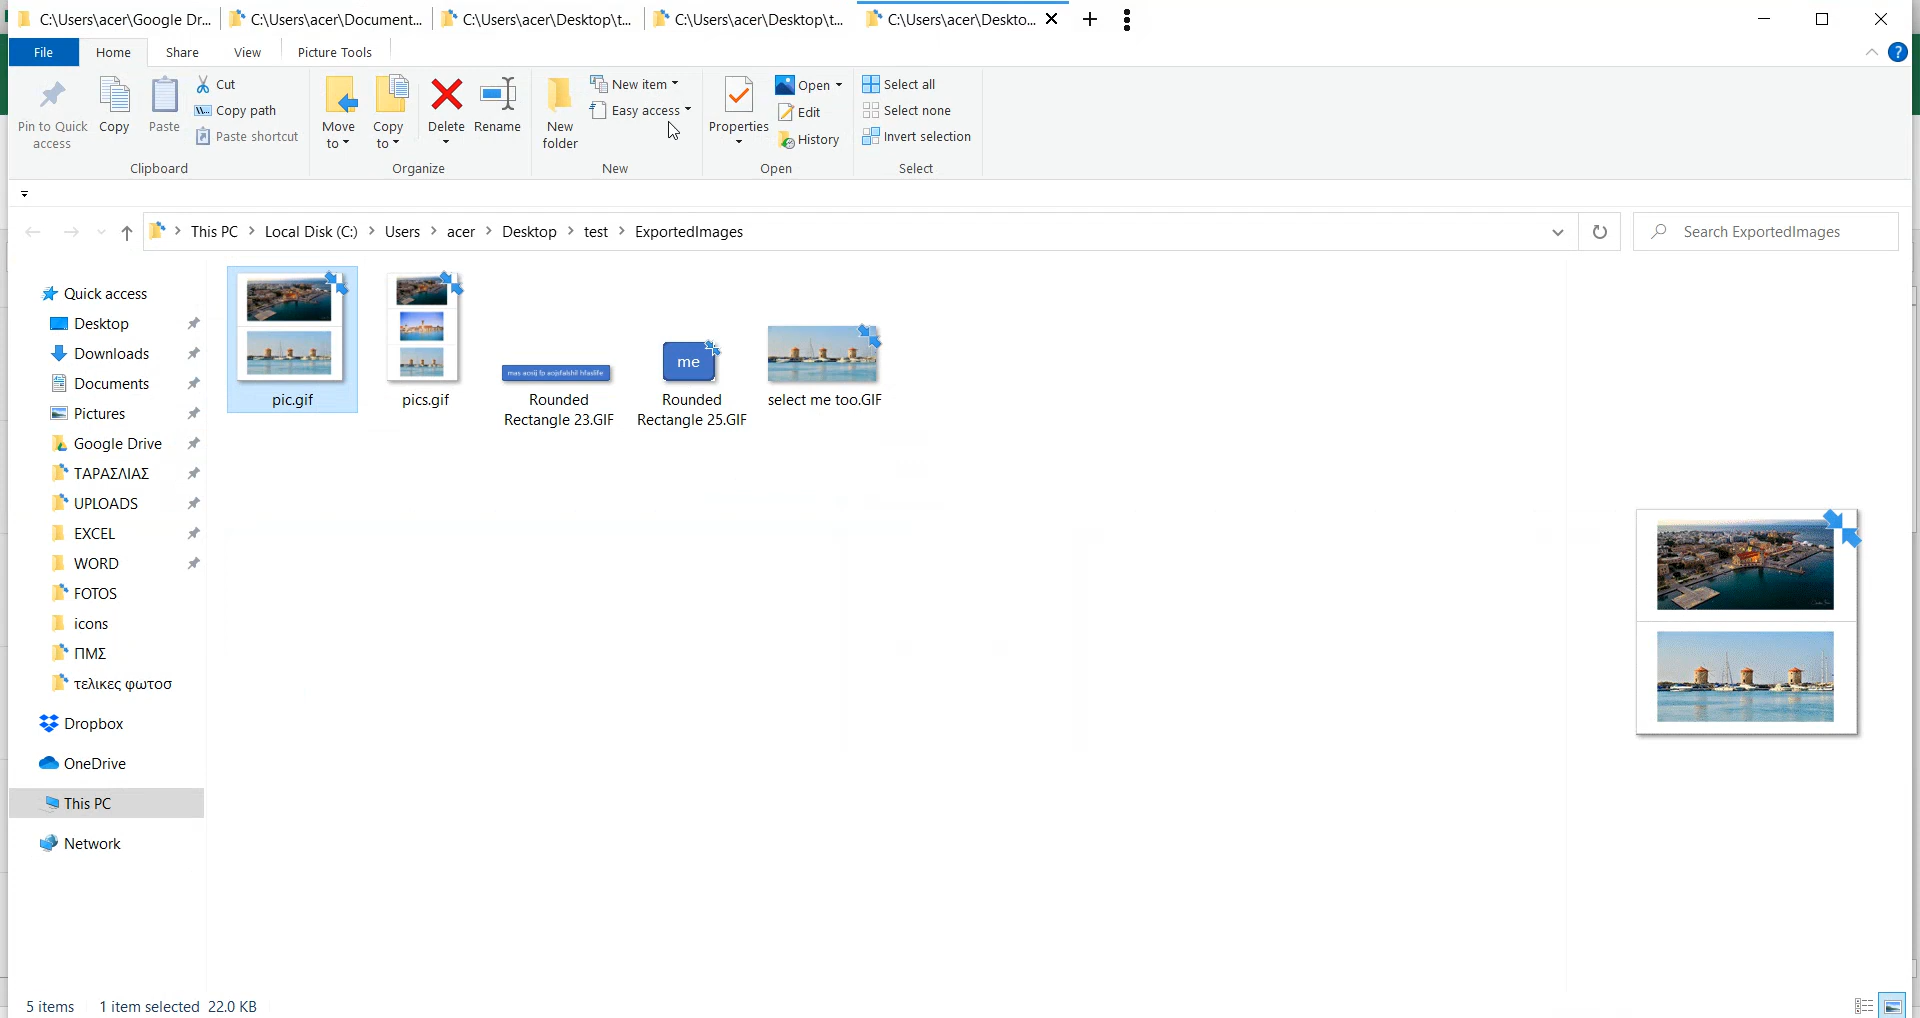 C:\Users\acer\Google Dr...
C:\Users\acer\Document...
C:\Users\acer\Desktop\t...
C:\Users\acer\Desktop\t...
C:\Users\acer\Deskto...
File
Home
Share
View
Picture Tools
Pin to Quick access
Copy
Paste
Cut
Copy path
Paste shortcut
Clipboard
Move to
Copy to
Delete
Rename
Organize
New folder
New item
Easy access
New
Properties
Open
Edit
History
Open
Select all
Select none
Invert selection
Select
This PC > Local Disk (C:) > Users > acer > Desktop > test > ExportedImages
Search ExportedImages
Quick access
Desktop
Downloads
Documents
Pictures
Google Drive
ΤΑΡΑΣΛΙΑΣ
UPLOADS
EXCEL
WORD
FOTOS
icons
ΠΜΣ
τελικες φωτοσ
Dropbox
OneDrive
This PC
Network
pic.gif
pics.gif
Rounded
Rectangle 23.GIF
me
Rounded
Rectangle 25.GIF
select me too.GIF
5 items
1 item selected 22.0 KB